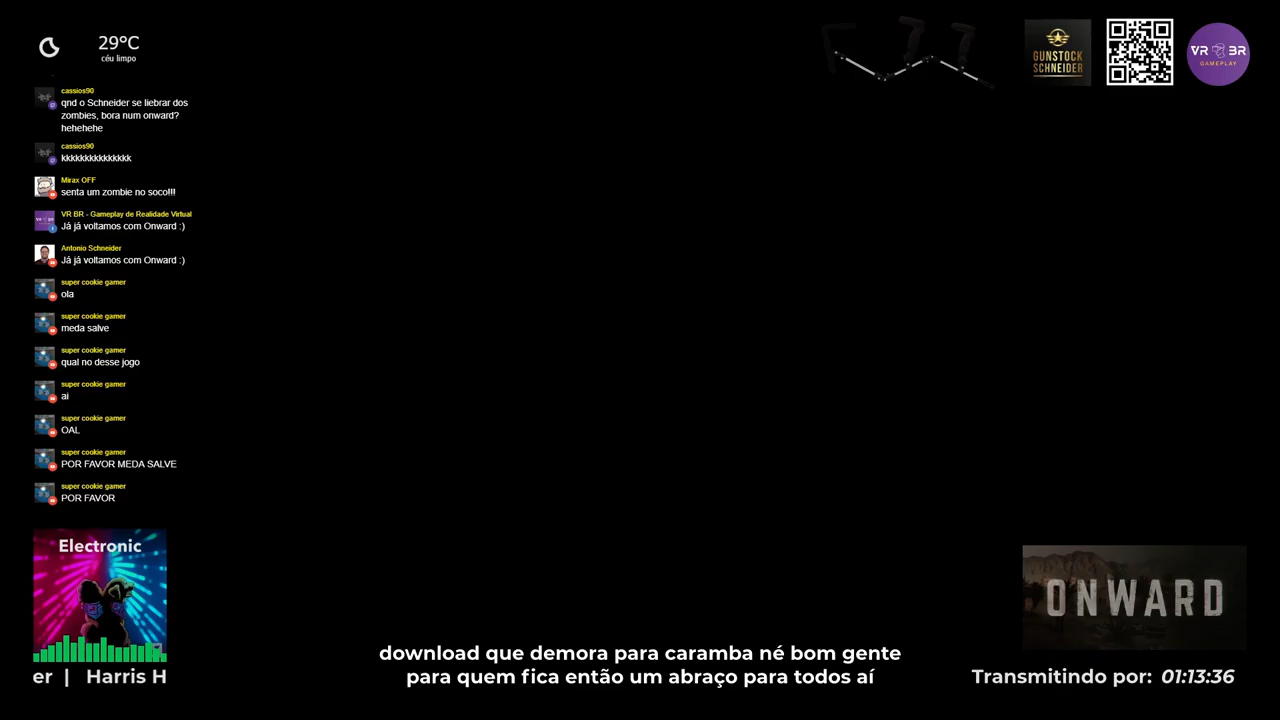 29°C
céu limpo
GUNSTOCK
SCHNEIDER
VR BR
GAMEPLAY
cassios90
qnd o Schneider se liebrar dos
zombies, bora num onward?
hehehehe
cassios90
kkkkkkkkkkkkkkk
Mirax OFF
senta um zombie no soco!!!
VR BR - Gameplay de Realidade Virtual
Já já voltamos com Onward :)
Antonio Schneider
Já já voltamos com Onward :)
super cookie gamer
ola
super cookie gamer
meda salve
super cookie gamer
qual no desse jogo
super cookie gamer
ai
super cookie gamer
OAL
super cookie gamer
POR FAVOR MEDA SALVE
super cookie gamer
POR FAVOR
Electronic
er | Harris H
ONWARD
download que demora para caramba né bom gente
para quem fica então um abraço para todos aí
Transmitindo por: 01:13:36